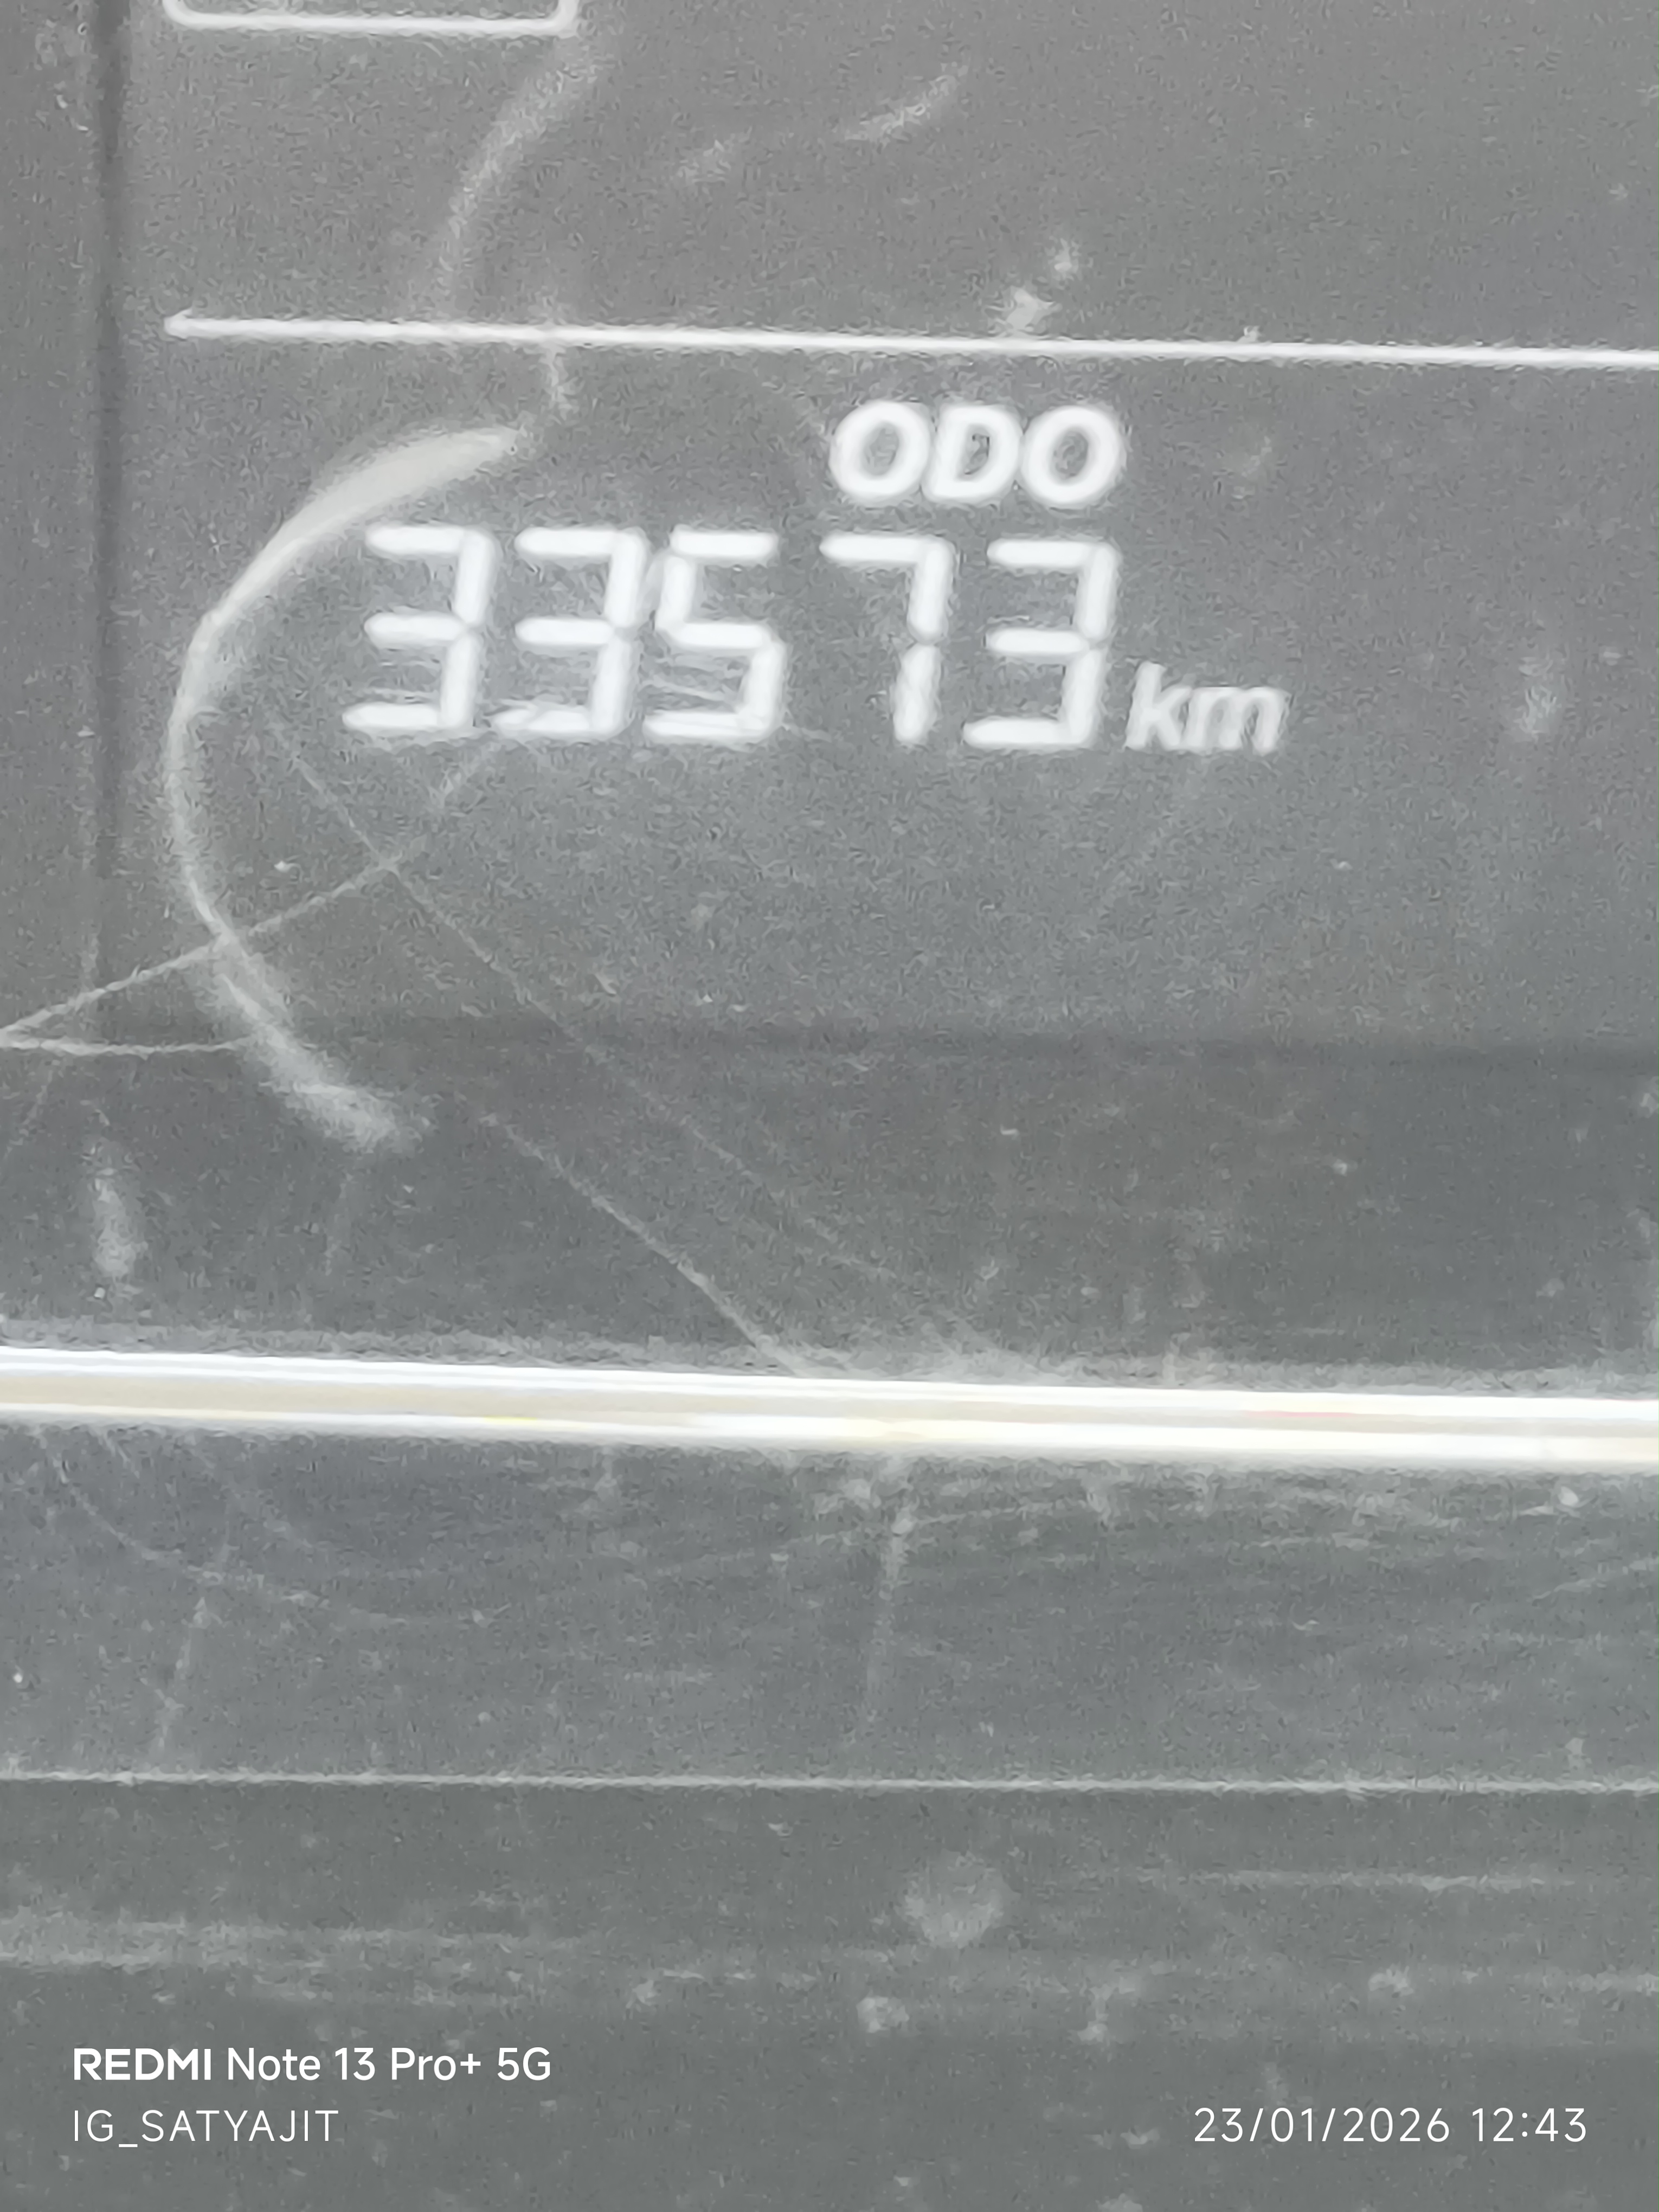 ODO
33573 km
REDMI Note 13 Pro+ 5G
IG_SATYAJIT
23/01/2026 12:43